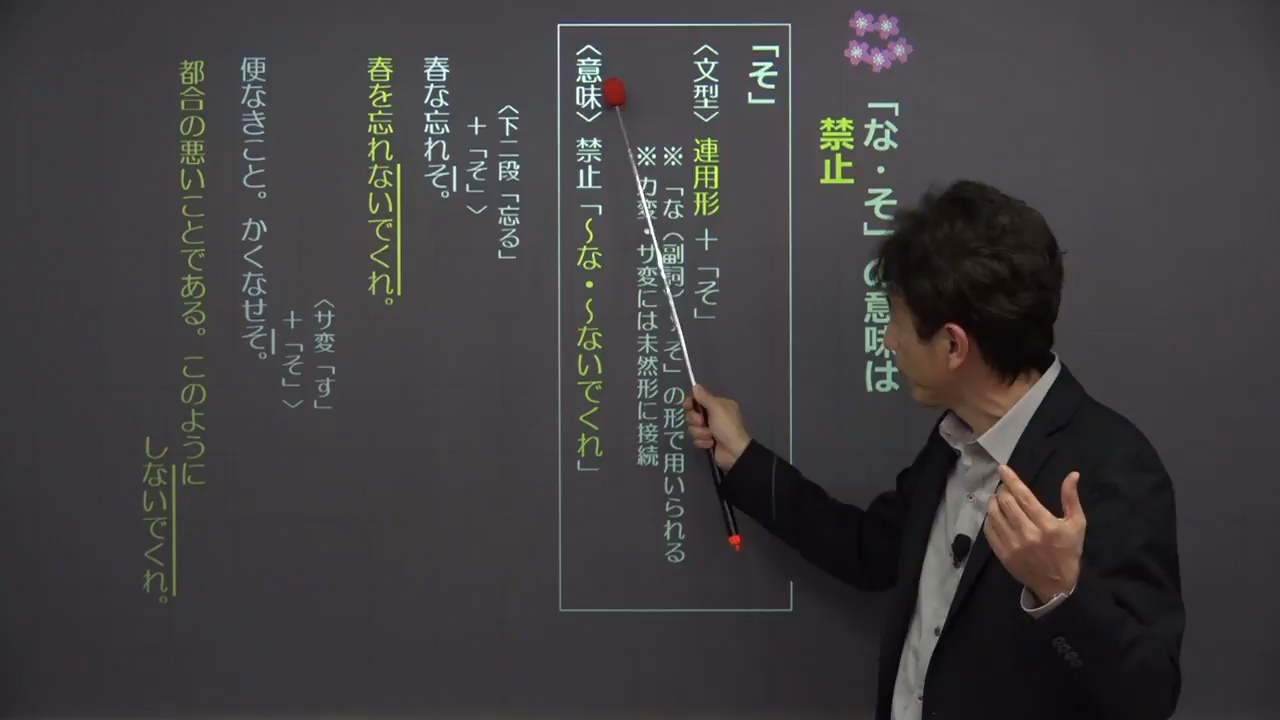 「な・そ」の意味は
禁止
「そ」
〈文型〉連用形＋「そ」
※「な（副詞）〜そ」の形で用いられる
※カ変・サ変には未然形に接続
〈意味〉禁止「〜な・〜ないでくれ」
〈下二段「忘る」
＋「そ」〉
春な忘れそ。
春を忘れないでくれ。
〈サ変「す」
＋「そ」〉
便なきこと。かくなせそ。
都合の悪いことである。このように
しないでくれ。